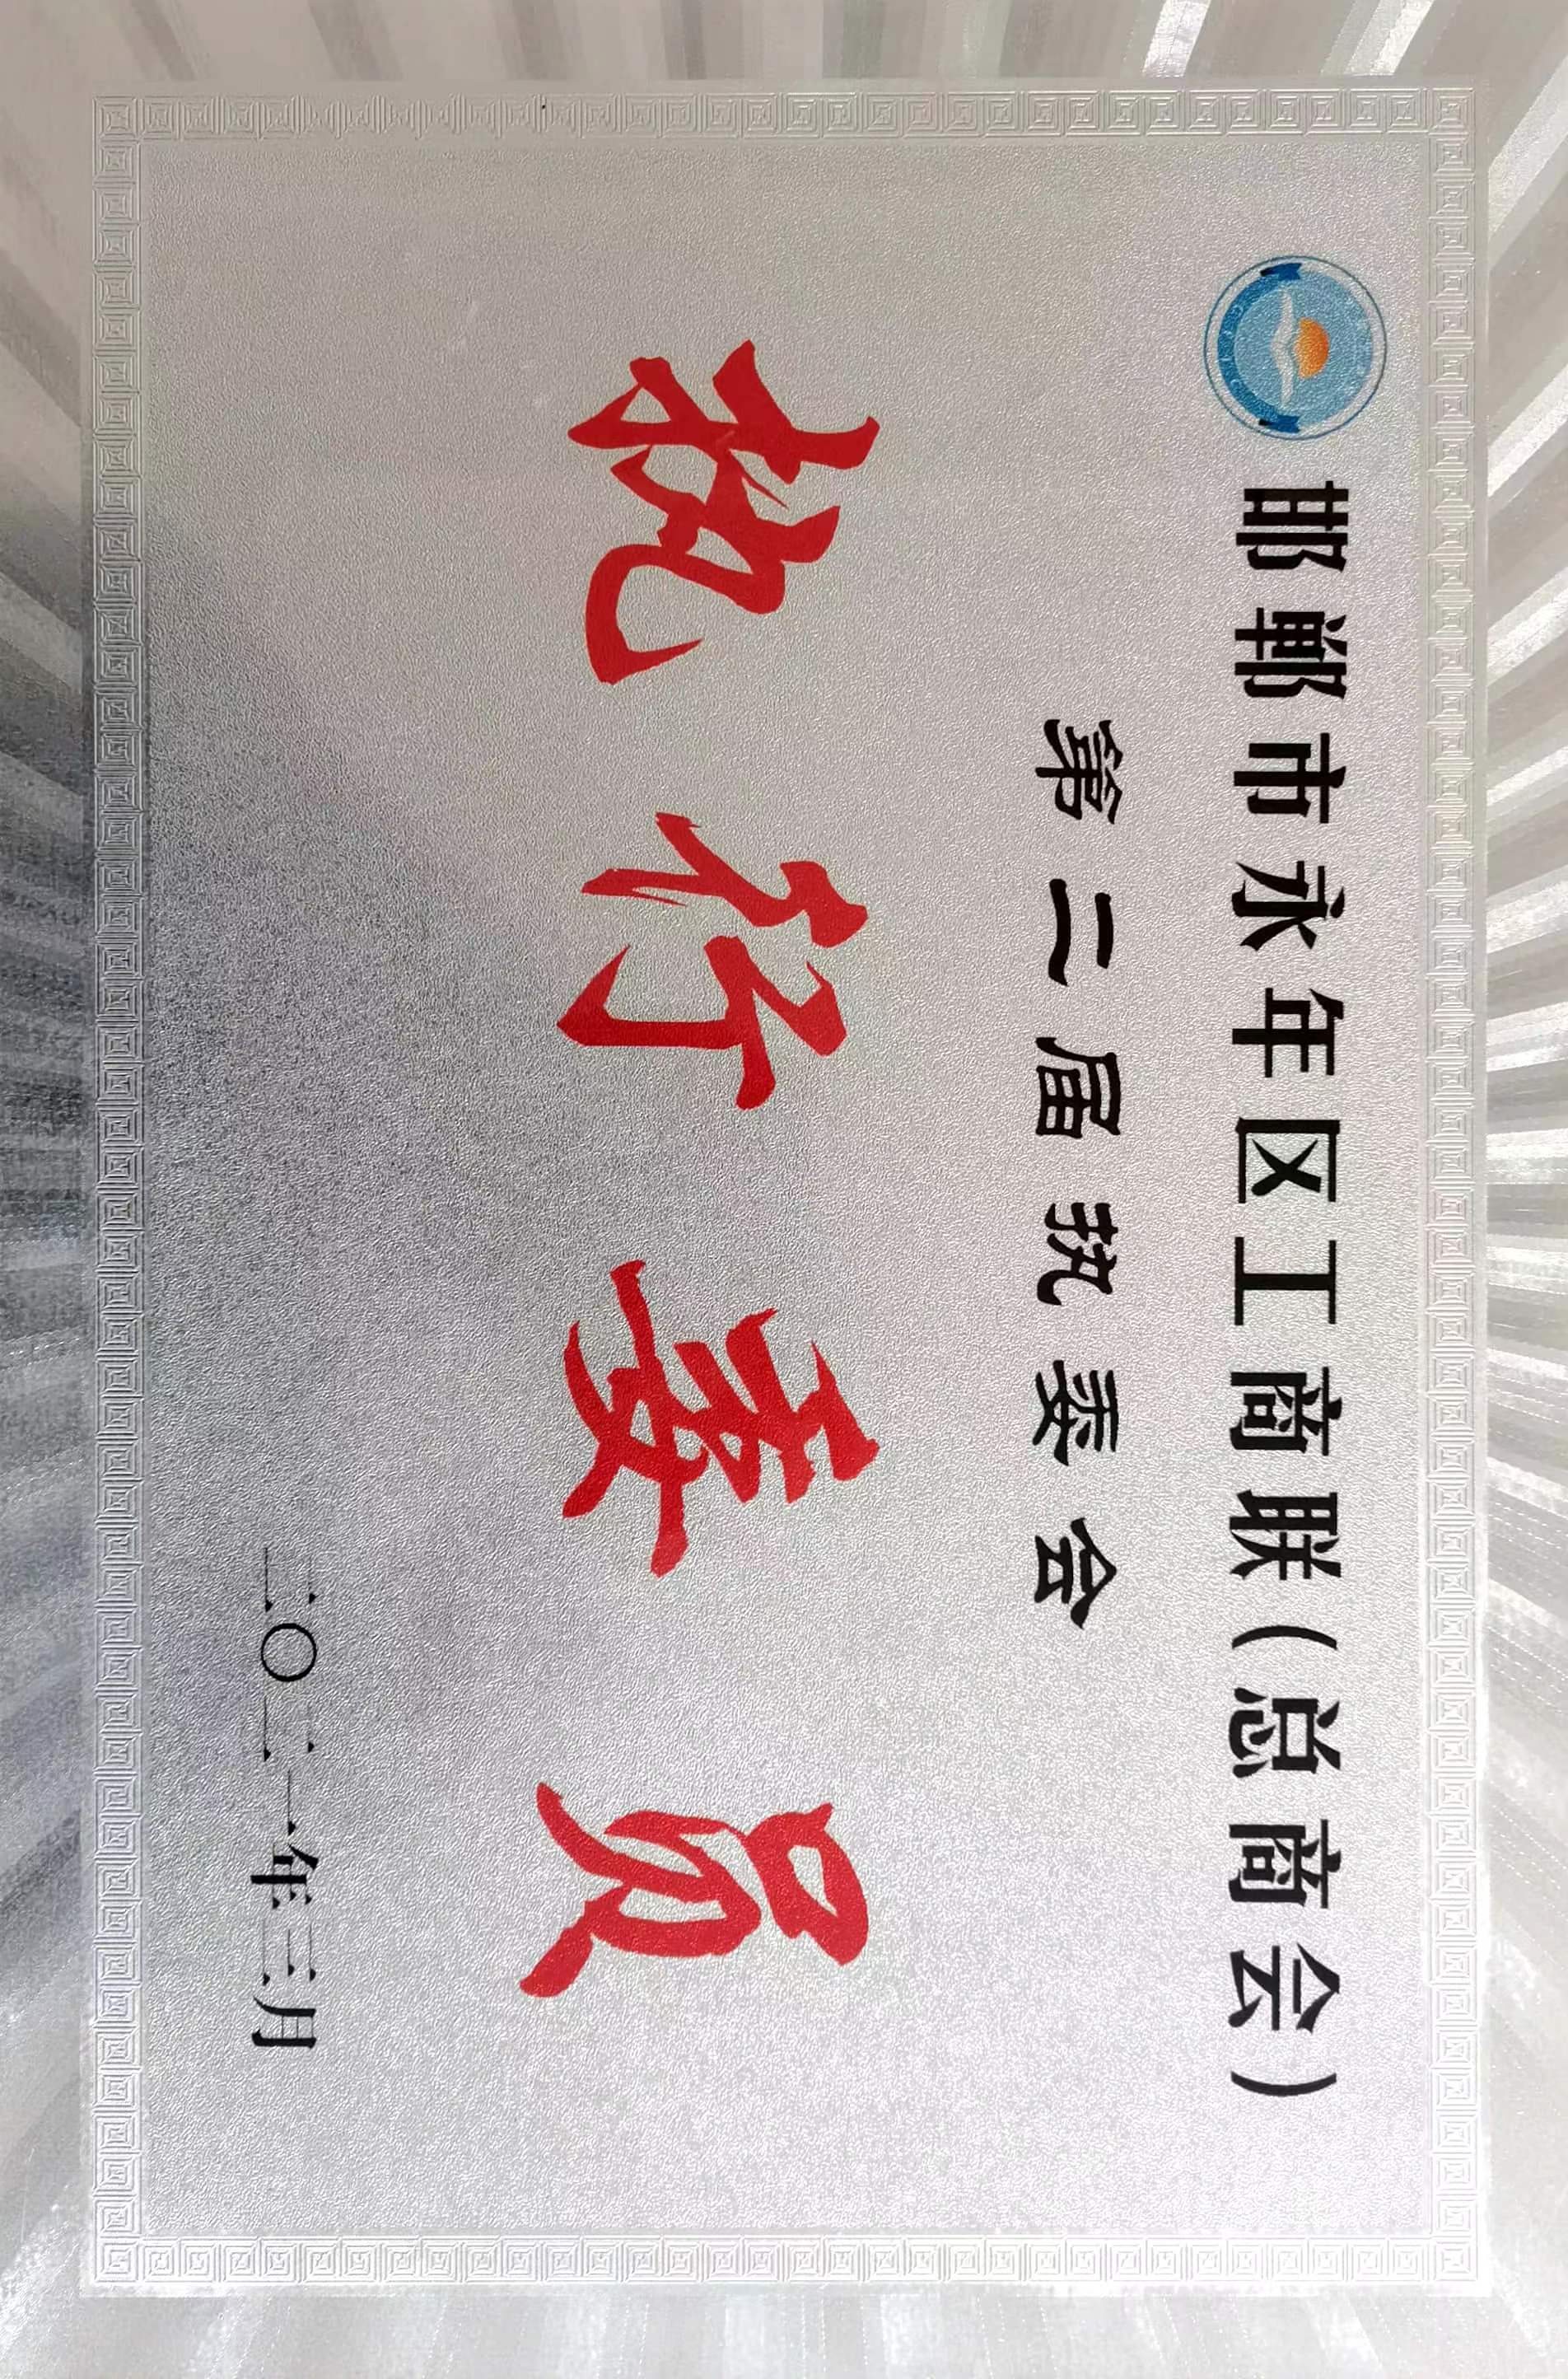 邯郸市永年区工商联(总商会)
第二届执委会
执行委员
二〇二一年三月